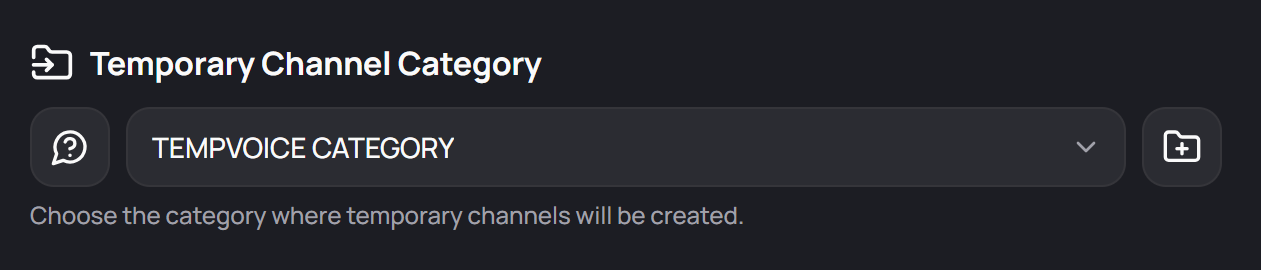 Temporary Channel Category
TEMPVOICE CATEGORY
Choose the category where temporary channels will be created.